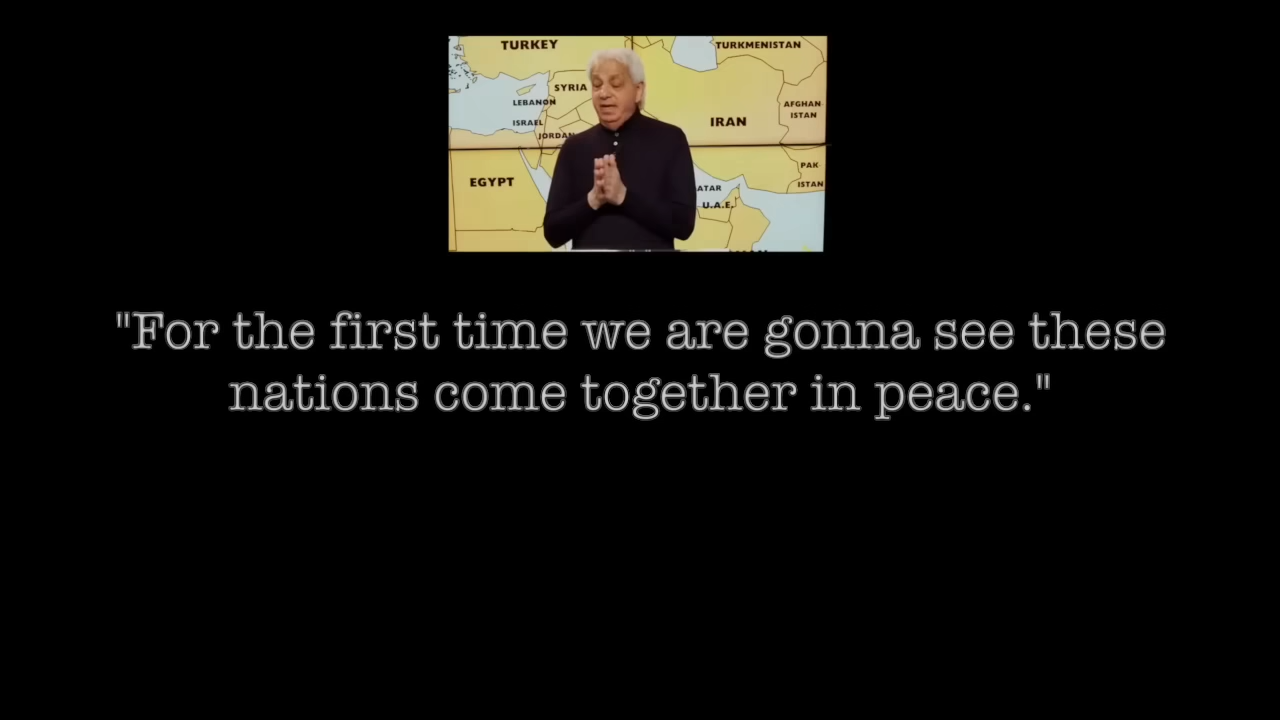 TURKEY
TURKMENISTAN
SYRIA
LEBANON
AFGHAN
ISTAN
ISRAEL
IRAN
JORDAN
PAK
ISTAN
EGYPT
ATAR
U.A.E.
"For the first time we are gonna see these
nations come together in peace."